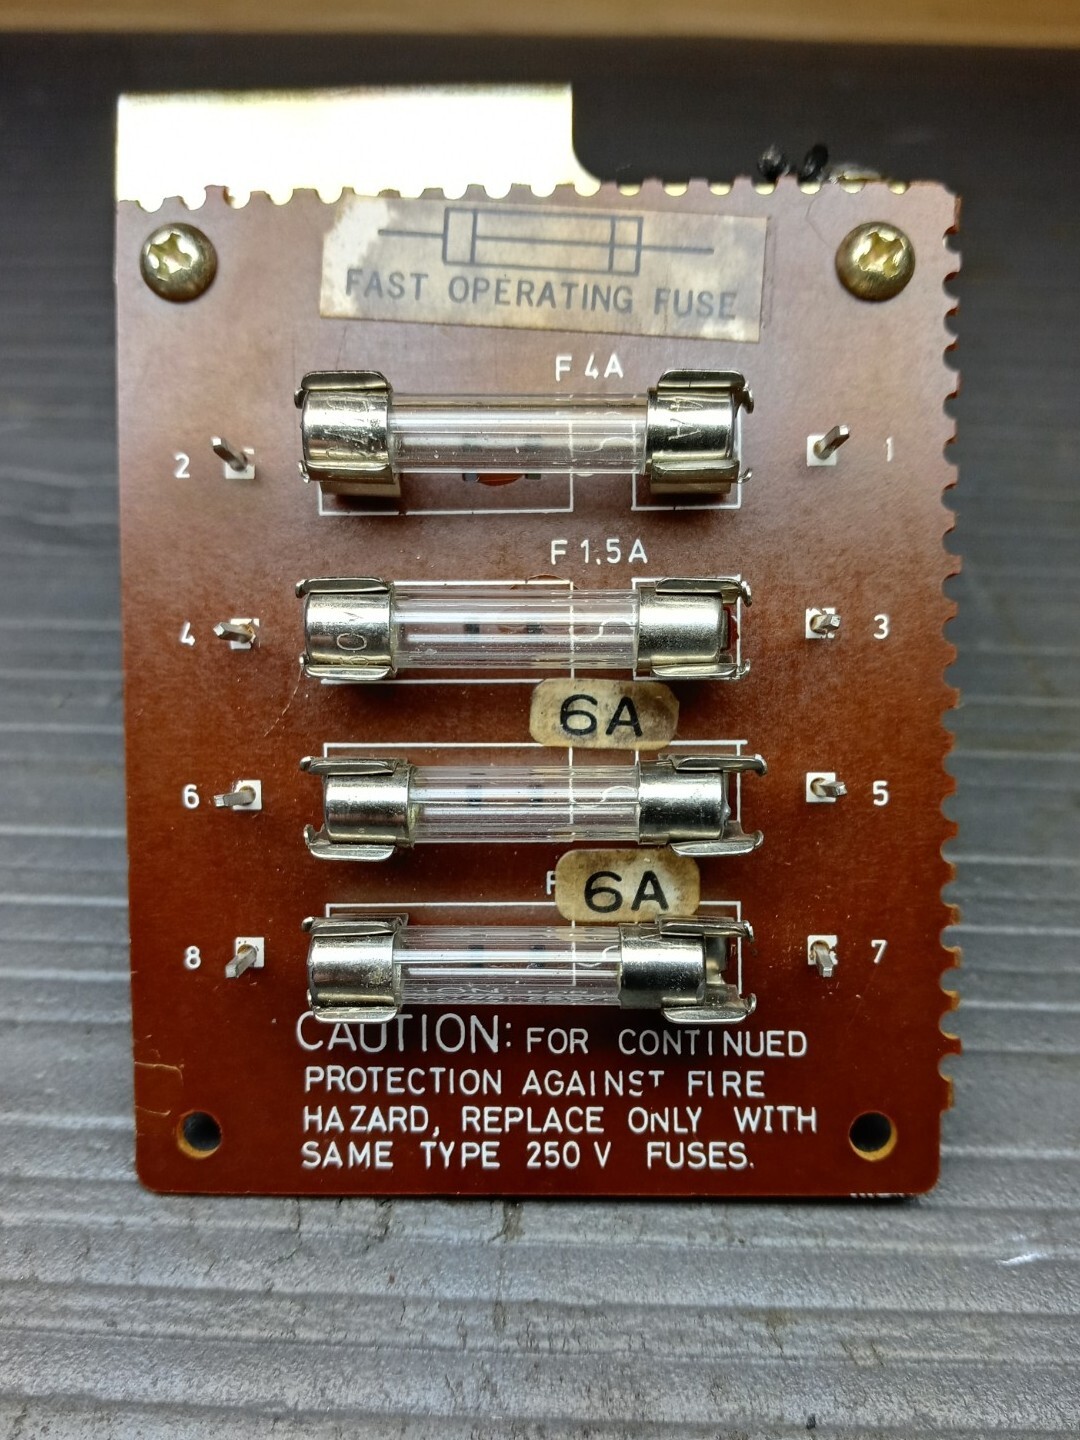 FAST OPERATING FUSE
F 4A
4A
2
1
F 1.5A
4
3
6A
6
5
F 6A
8
7
CAUTION: FOR CONTINUED
PROTECTION AGAINST FIRE
HAZARD, REPLACE ONLY WITH
SAME TYPE 250 V FUSES.